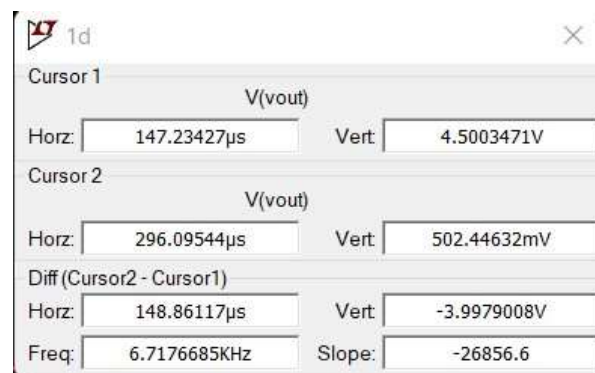 1d
Cursor 1
V(vout)
Horz: 147.23427µs Vert: 4.5003471V
Cursor 2
V(vout)
Horz: 296.09544µs Vert: 502.44632mV
Diff (Cursor2 - Cursor1)
Horz: 148.86117µs Vert: -3.9979008V
Freq: 6.7176685KHz Slope: -26856.6